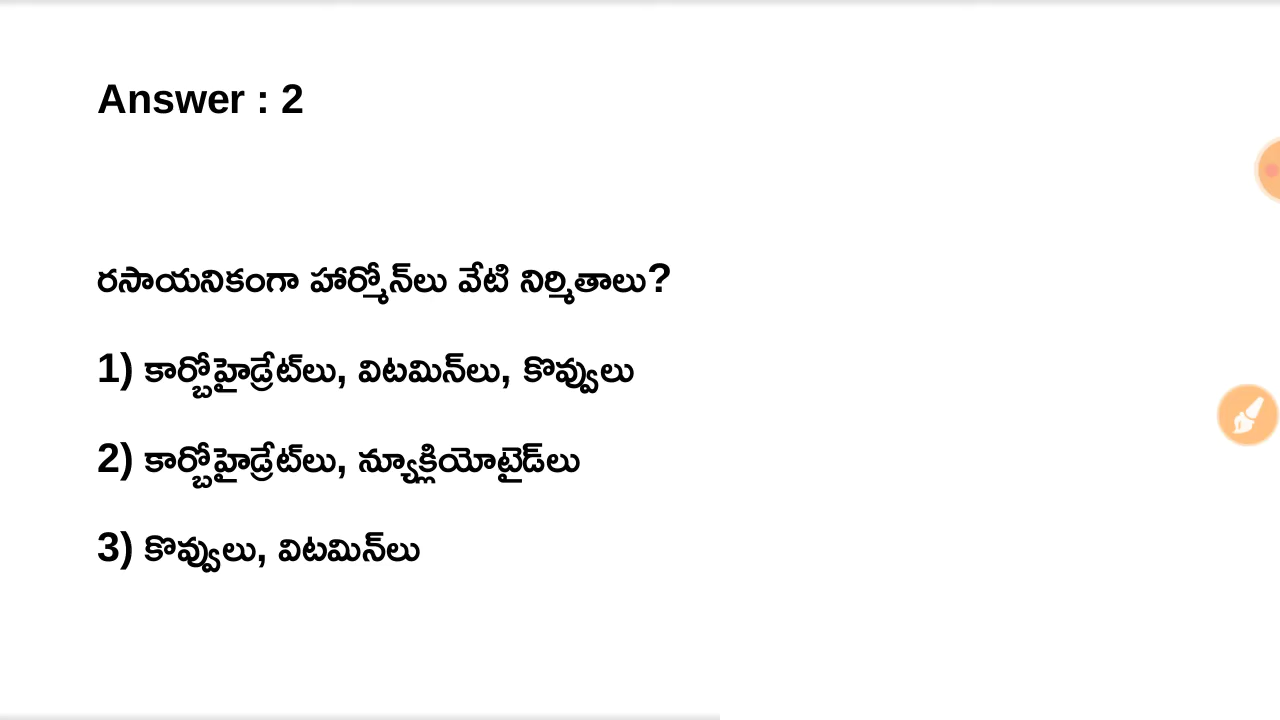 Answer : 2
రసాయనికంగా హార్మోన్‌లు వేటి నిర్మితాలు?
1) కార్బోహైడ్రేట్‌లు, విటమిన్‌లు, కొవ్వులు
2) కార్బోహైడ్రేట్‌లు, న్యూక్లియోటైడ్‌లు
3) కొవ్వులు, విటమిన్‌లు